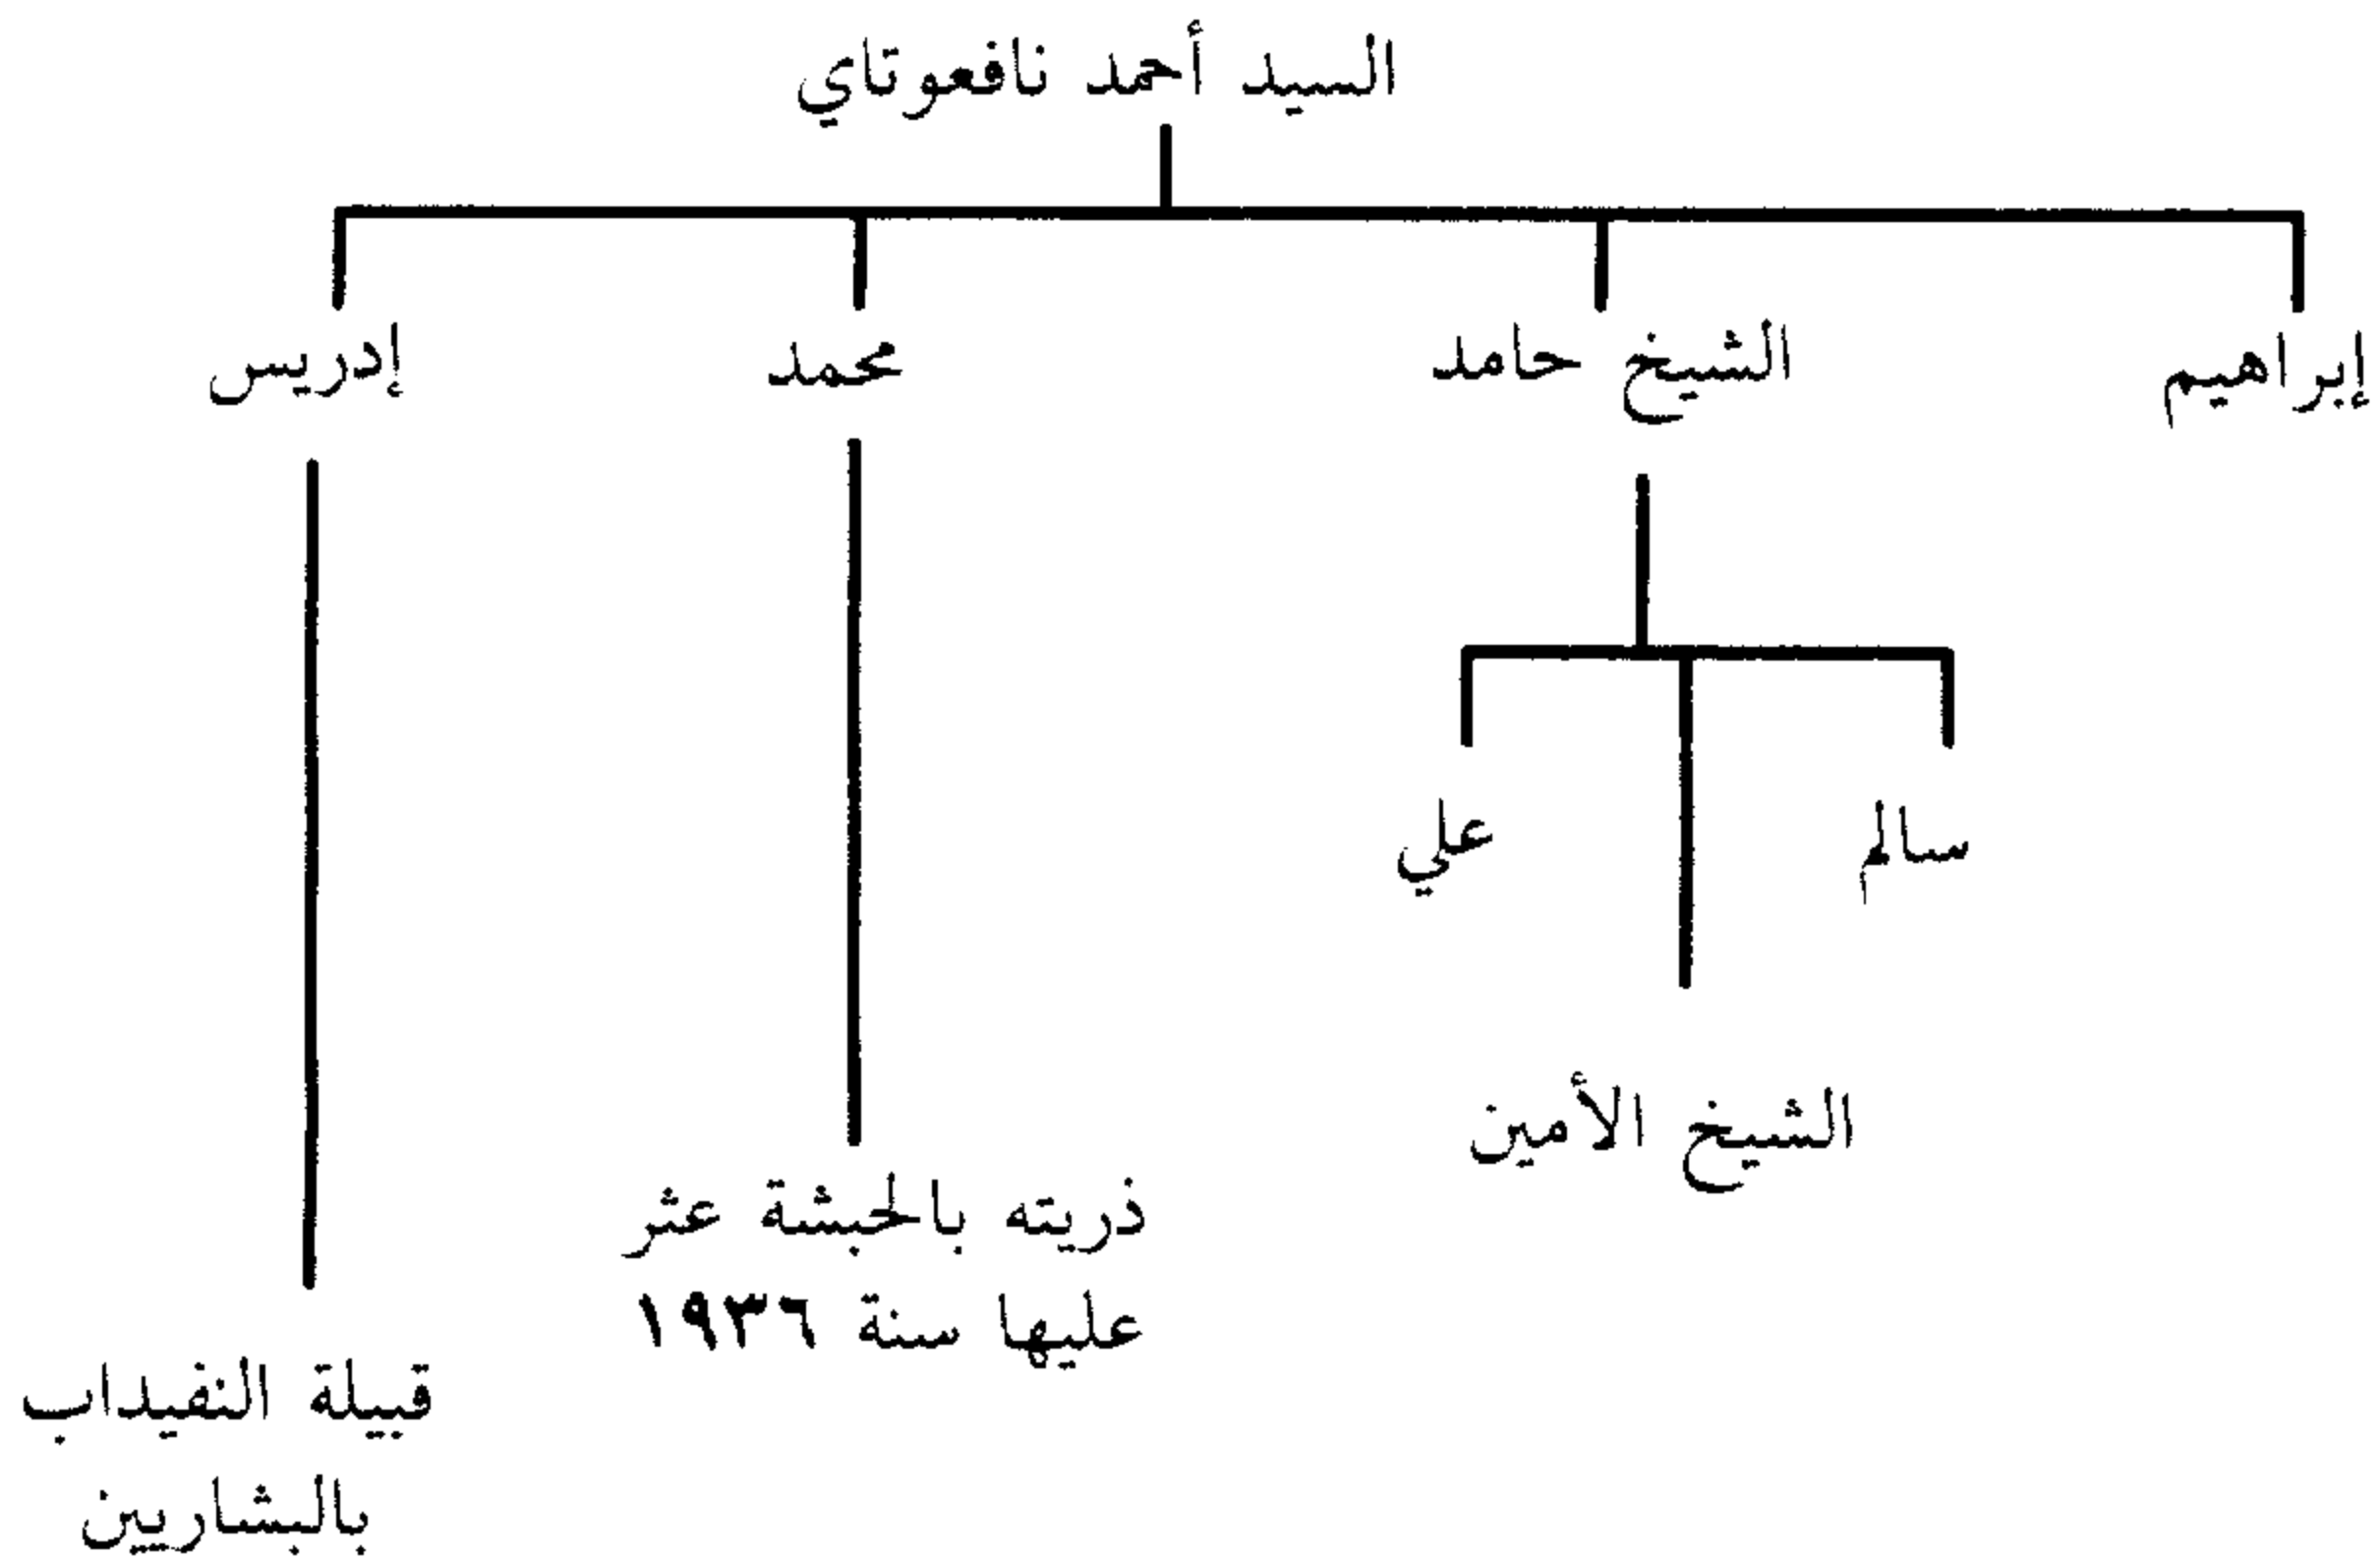 السيد أحمد نافعوتاي
إبراهيم
الشيخ حامد
محمد
إدريس
سالم
علي
الشيخ الأمين
ذريته بالحبشة عثر
عليها سنة ١٩٣٦
قبيلة النفيداب
بالبشاريين